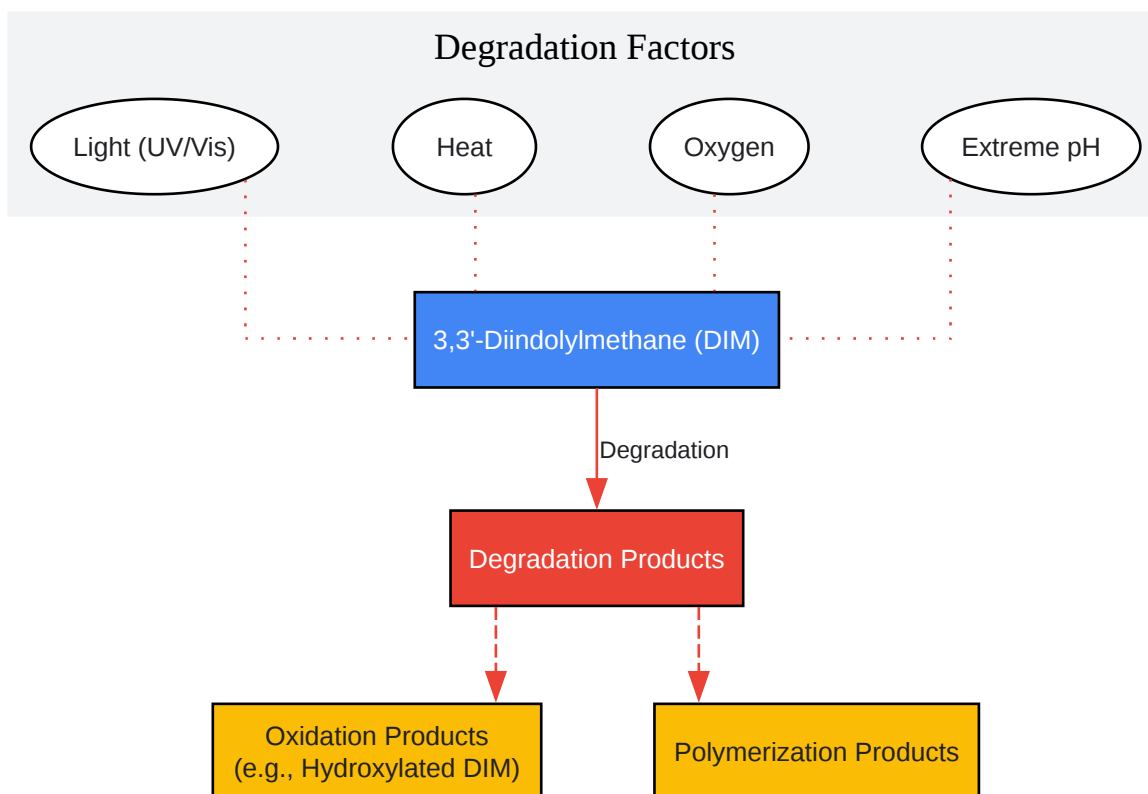 Degradation Factors
Light (UV/Vis)
Heat
Oxygen
Extreme pH
3,3'-Diindolylmethane (DIM)
Degradation
Degradation Products
Oxidation Products
(e.g., Hydroxylated DIM)
Polymerization Products